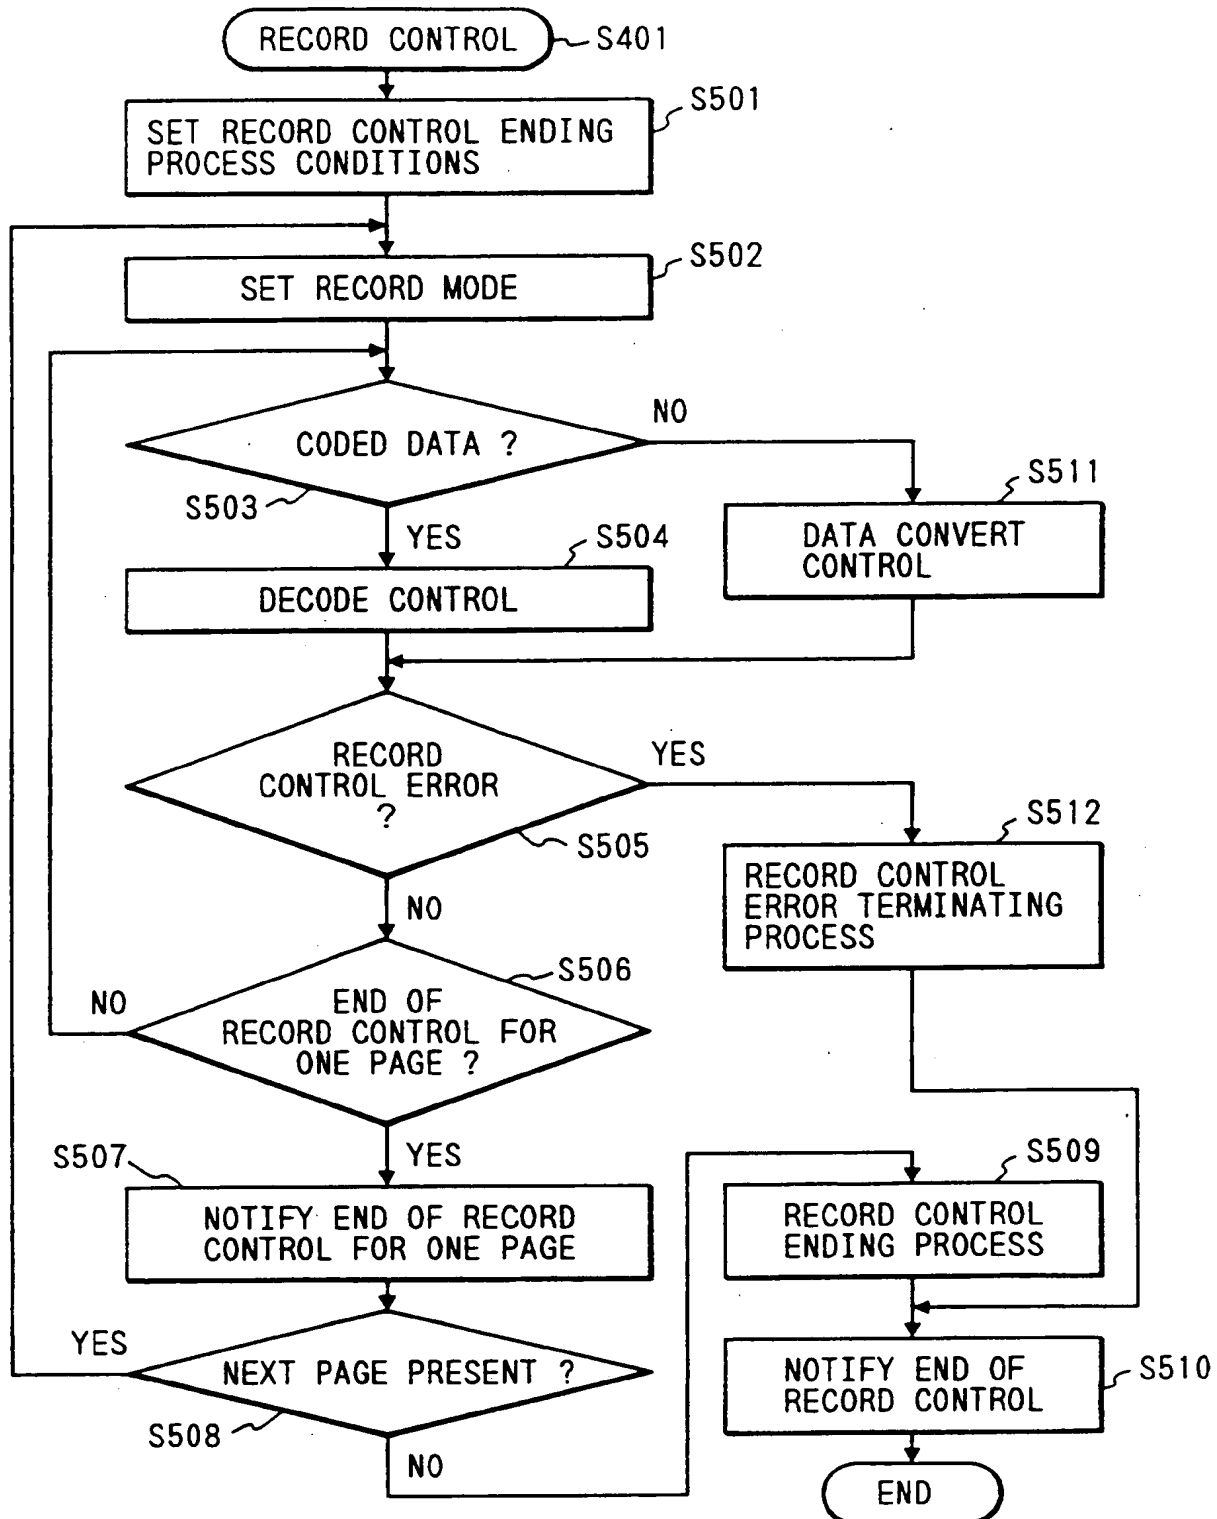 RECORD CONTROL
S401
S501
SET RECORD CONTROL ENDING
PROCESS CONDITIONS
S502
SET RECORD MODE
NO
CODED DATA ?
S503
S511
YES
DATA CONVERT
CONTROL
S504
DECODE CONTROL
RECORD
CONTROL ERROR
?
YES
S505
S512
NO
RECORD CONTROL
ERROR TERMINATING
PROCESS
S506
NO
END OF
RECORD CONTROL FOR
ONE PAGE ?
YES
S507
NOTIFY END OF RECORD
CONTROL FOR ONE PAGE
S509
RECORD CONTROL
ENDING PROCESS
YES
NEXT PAGE PRESENT ?
S508
NO
NOTIFY END OF
RECORD CONTROL
S510
END